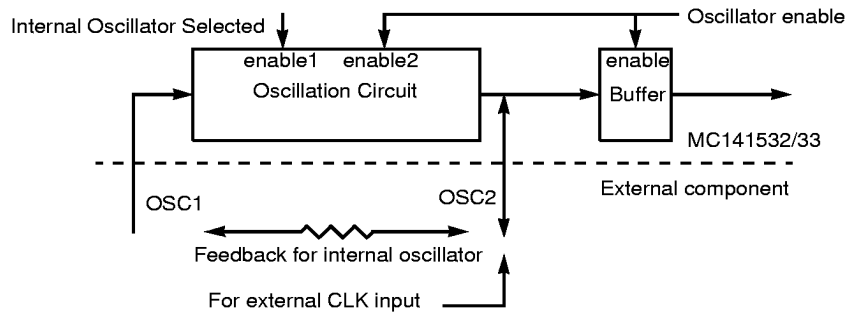 Internal Oscillator Selected
Oscillator enable
enable1
enable2
enable
Oscillation Circuit
Buffer
MC141532/33
External component
OSC1
OSC2
Feedback for internal oscillator
For external CLK input